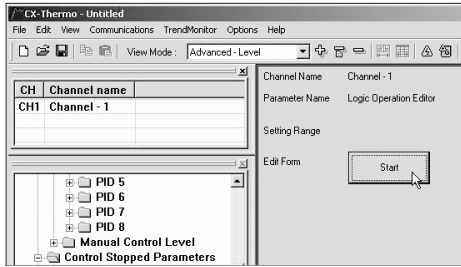 CX-Thermo - Untitled
File Edit View Communications TrendMonitor Options Help
View Mode : Advanced - Level
CH Channel name
CH1 Channel - 1
PID 5
PID 6
PID 7
PID 8
Manual Control Level
Control Stopped Parameters
Channel Name Channel - 1
Parameter Name Logic Operation Editor
Setting Range
Edit Form Start